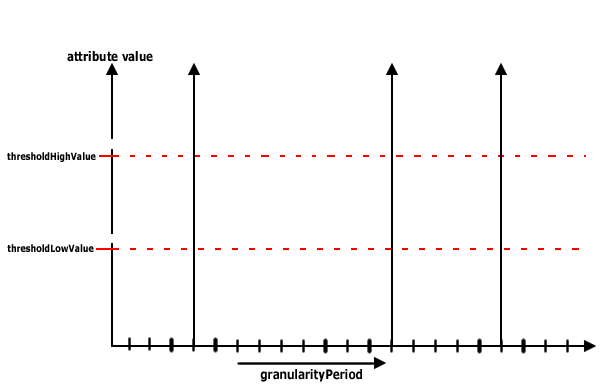 attribute value
thresholdHighValue
thresholdLowValue
granularityPeriod